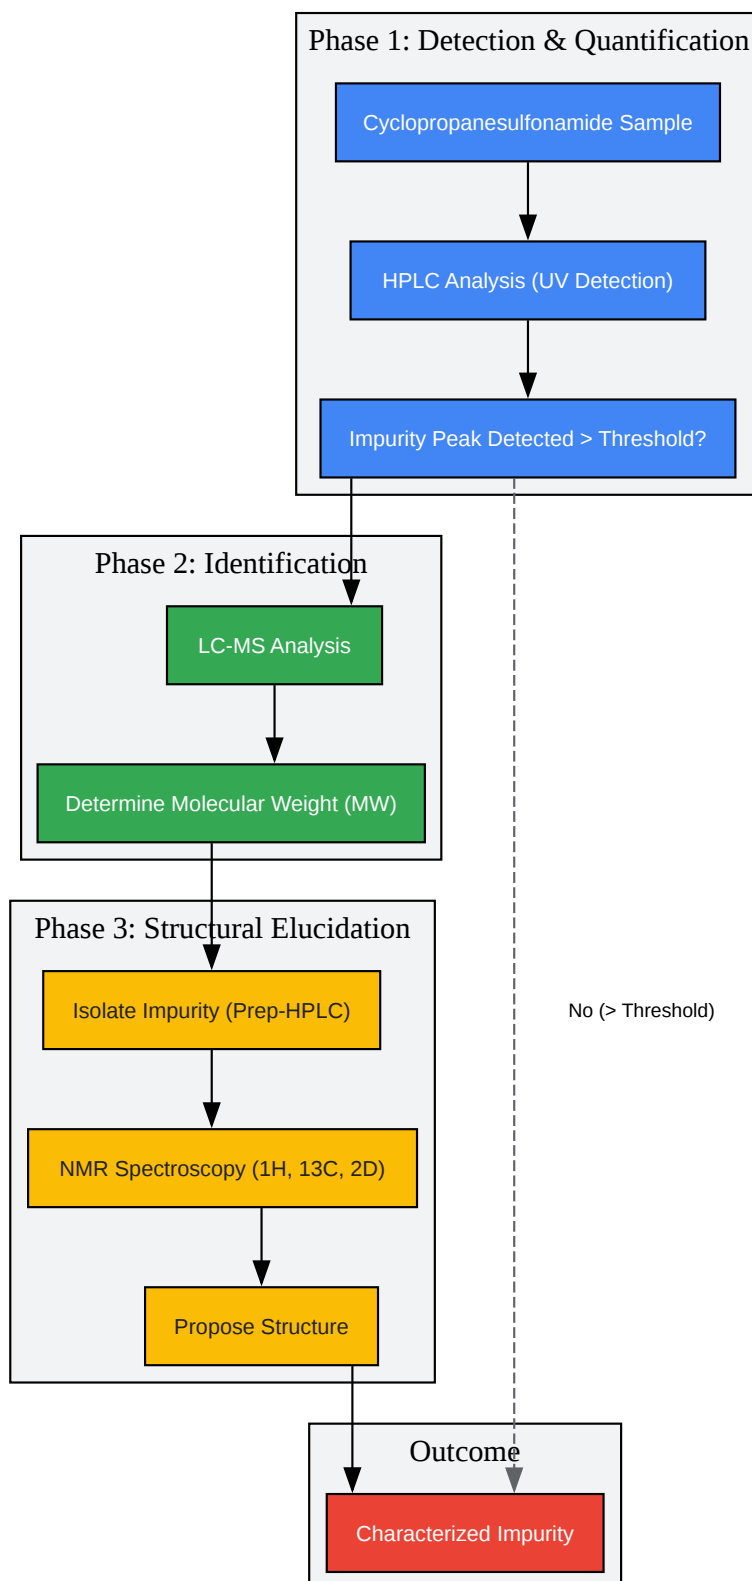 Phase 1: Detection & Quantification
Cyclopropanesulfonamide Sample
HPLC Analysis (UV Detection)
Impurity Peak Detected > Threshold?
Phase 2: Identification
LC-MS Analysis
Determine Molecular Weight (MW)
Phase 3: Structural Elucidation
Isolate Impurity (Prep-HPLC)
No (> Threshold)
NMR Spectroscopy (1H, 13C, 2D)
Propose Structure
Outcome
Characterized Impurity